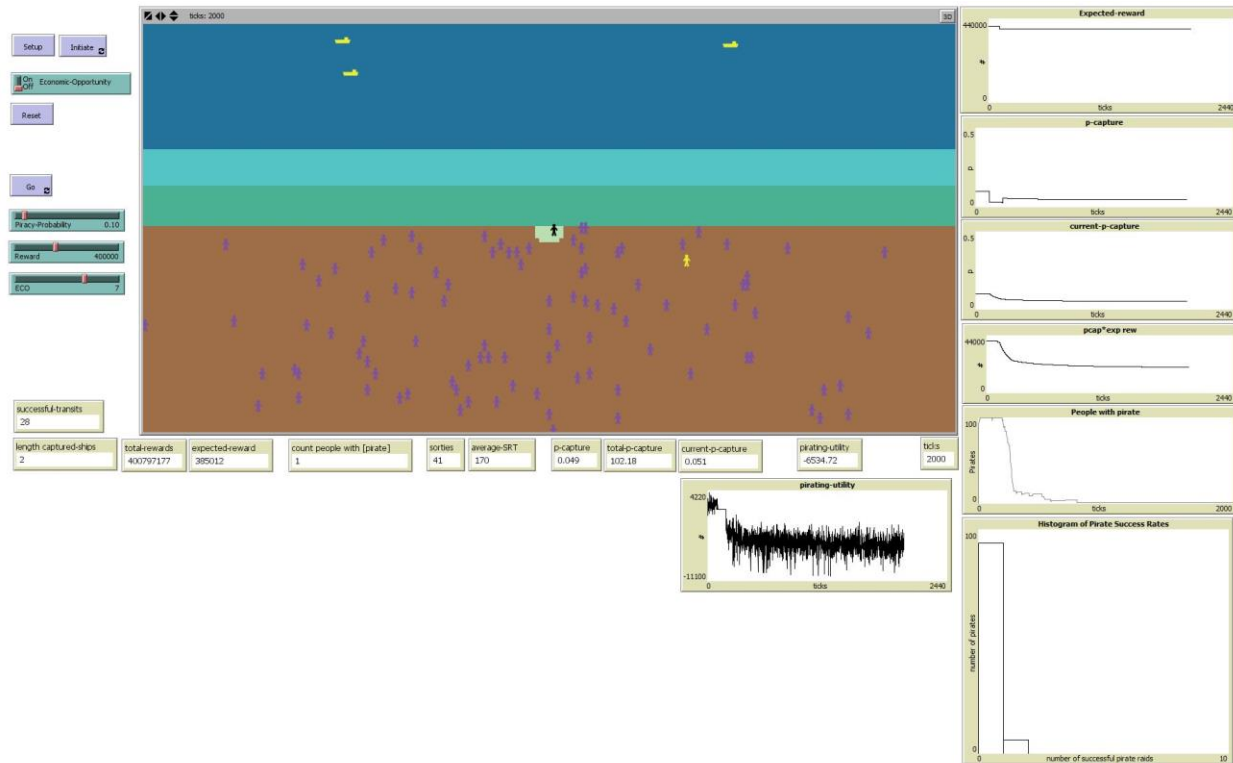 ticks: 2000
3D
Setup
Initiate
On
Off
Economic-Opportunity
Reset
Go
Piracy-Probability 0.10
Reward 400000
ECO 7
successful-transits
28
length captured-ships
2
total-rewards
400797177
expected-reward
385012
count people with [pirate]
1
sorties
41
average-SRT
170
p-capture
0.049
total-p-capture
102.18
current-p-capture
0.051
pirating-utility
-6534.72
ticks
2000
pirating-utility
4220
#
-11100
0
ticks
2440
Expected-reward
440000
#
0
0
ticks
2440
p-capture
0.5
p
0
0
ticks
2440
current-p-capture
0.5
p
0
0
ticks
2440
pcap*exp rew
44000
#
0
0
ticks
2440
People with pirate
100
Pirates
0
0
ticks
2000
Histogram of Pirate Success Rates
100
number of pirates
0
0
number of successful pirate raids
10